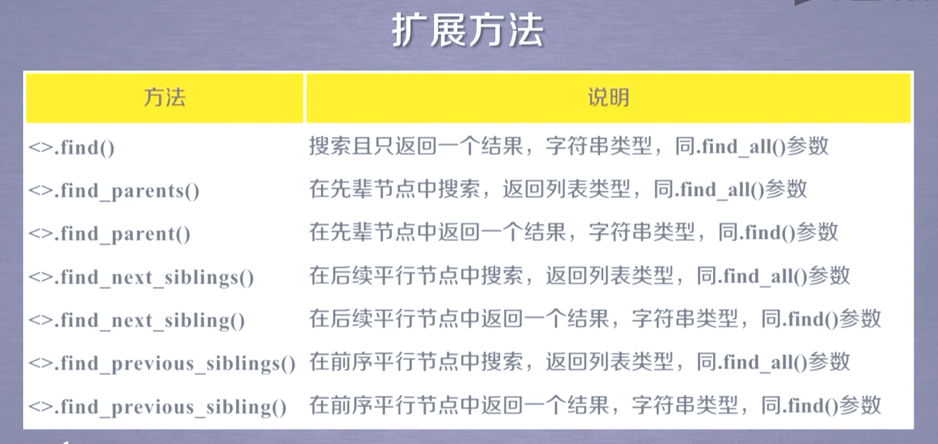 扩展方法
方法 说明
<>.find() 搜索且只返回一个结果，字符串类型，同.find_all()参数
<>.find_parents() 在先辈节点中搜索，返回列表类型，同.find_all()参数
<>.find_parent() 在先辈节点中返回一个结果，字符串类型，同.find()参数
<>.find_next_siblings() 在后续平行节点中搜索，返回列表类型，同.find_all()参数
<>.find_next_sibling() 在后续平行节点中返回一个结果，字符串类型，同.find()参数
<>.find_previous_siblings() 在前序平行节点中搜索，返回列表类型，同.find_all()参数
<>.find_previous_sibling() 在前序平行节点中返回一个结果，字符串类型，同.find()参数